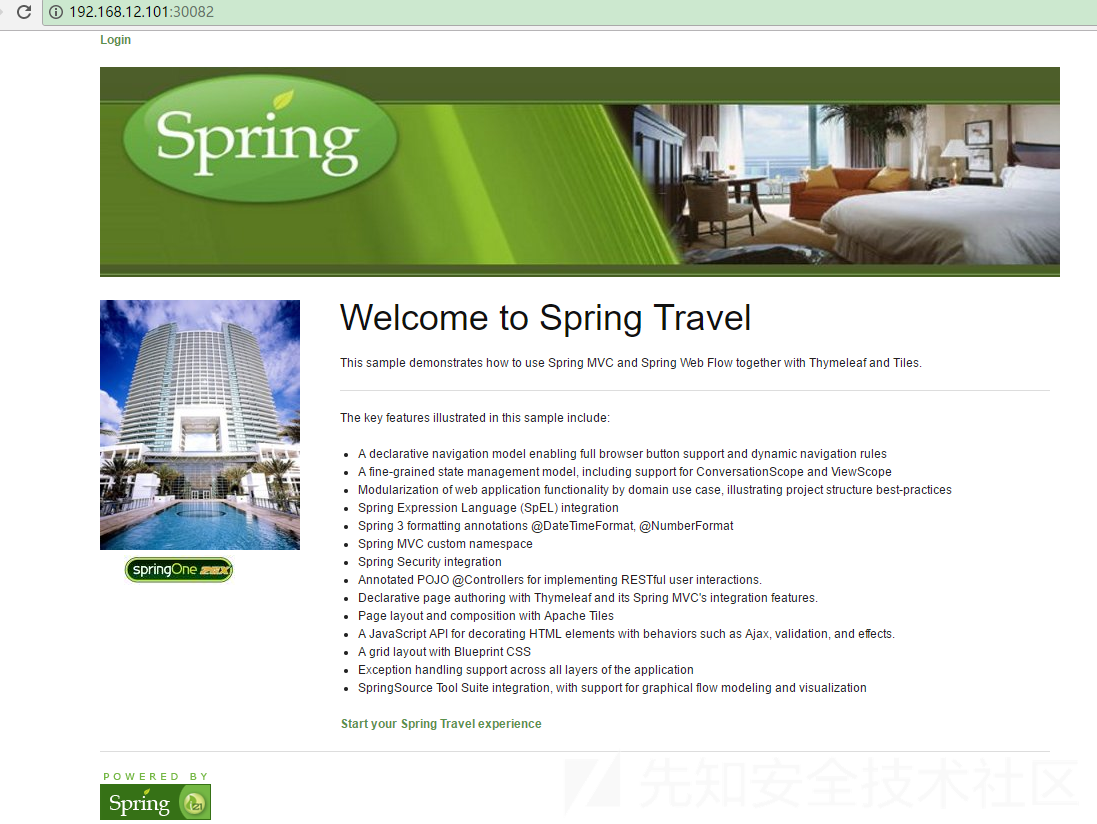 192.168.12.101:30082
Login
Spring
Welcome to Spring Travel
This sample demonstrates how to use Spring MVC and Spring Web Flow together with Thymeleaf and Tiles.
The key features illustrated in this sample include:
A declarative navigation model enabling full browser button support and dynamic navigation rules
A fine-grained state management model, including support for ConversationScope and ViewScope
Modularization of web application functionality by domain use case, illustrating project structure best-practices
Spring Expression Language (SpEL) integration
Spring 3 formatting annotations @DateTimeFormat, @NumberFormat
Spring MVC custom namespace
Spring Security integration
springOne 2GX
Annotated POJO @Controllers for implementing RESTful user interactions.
Declarative page authoring with Thymeleaf and its Spring MVC's integration features.
Page layout and composition with Apache Tiles
A JavaScript API for decorating HTML elements with behaviors such as Ajax, validation, and effects.
A grid layout with Blueprint CSS
Exception handling support across all layers of the application
SpringSource Tool Suite integration, with support for graphical flow modeling and visualization
Start your Spring Travel experience
POWERED BY
Spring
先知安全技术社区